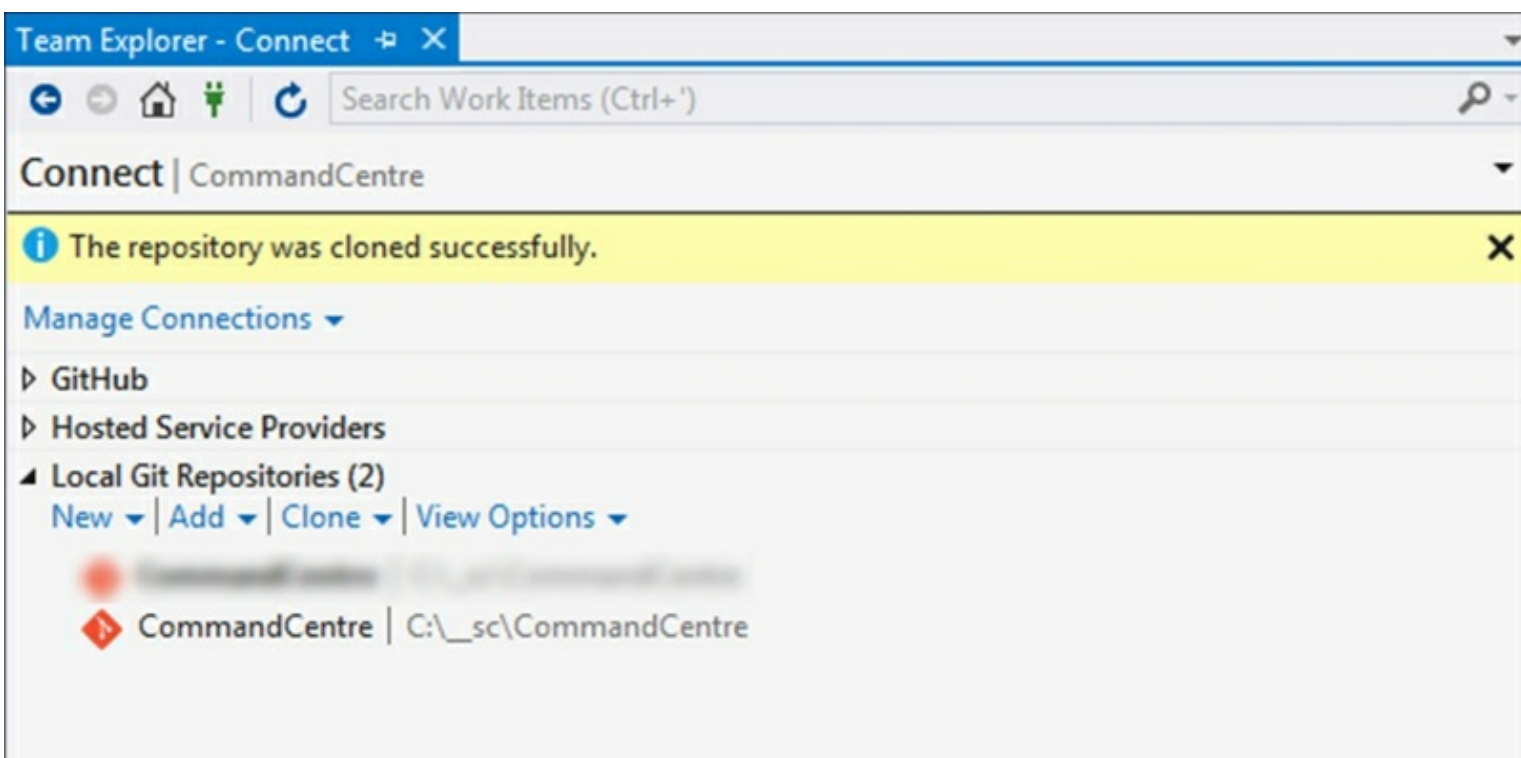 Team Explorer - Connect
Search Work Items (Ctrl+')
Connect | CommandCentre
The repository was cloned successfully.
Manage Connections
GitHub
Hosted Service Providers
Local Git Repositories (2)
New | Add | Clone | View Options
CommandCentre | C:\__sc\CommandCentre